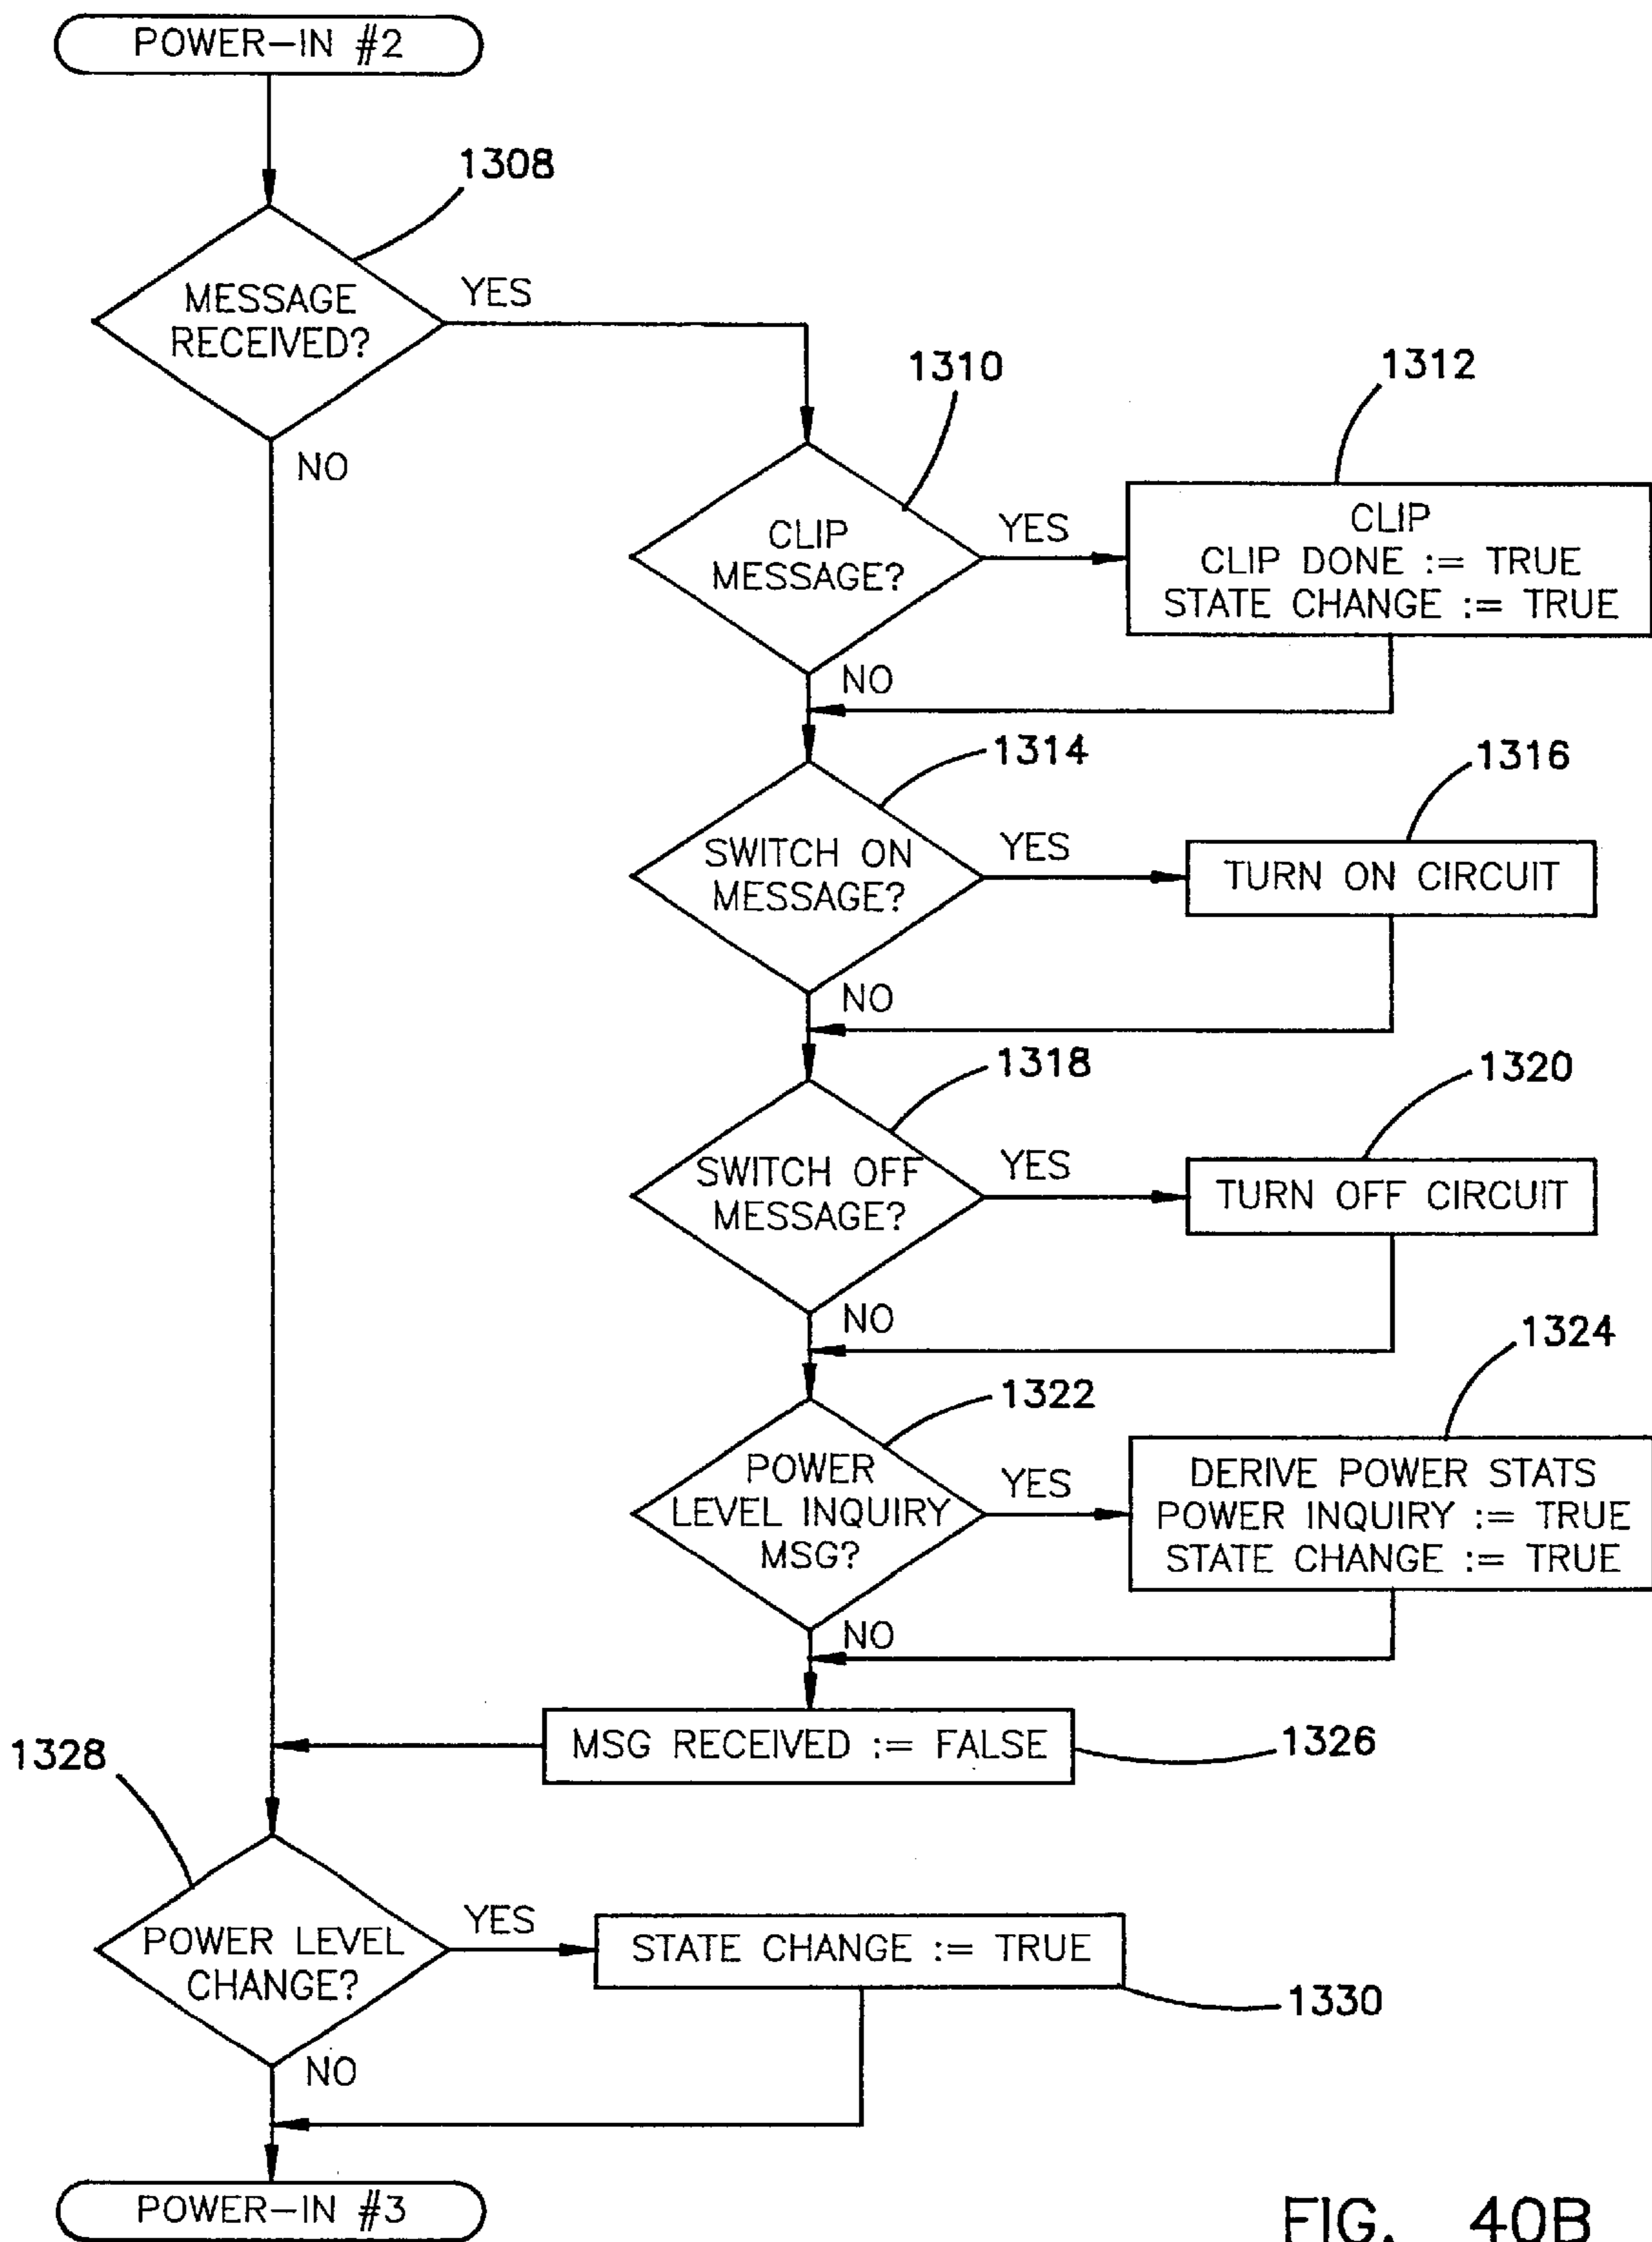 POWER-IN #2
1308
MESSAGE
RECEIVED?
YES
NO
1310
CLIP
MESSAGE?
YES
1312
CLIP
CLIP DONE := TRUE
STATE CHANGE := TRUE
NO
1314
SWITCH ON
MESSAGE?
YES
1316
TURN ON CIRCUIT
NO
1318
SWITCH OFF
MESSAGE?
YES
1320
TURN OFF CIRCUIT
NO
1322
POWER
LEVEL INQUIRY
MSG?
YES
1324
DERIVE POWER STATS
POWER INQUIRY := TRUE
STATE CHANGE := TRUE
NO
MSG RECEIVED := FALSE
1326
1328
POWER LEVEL
CHANGE?
YES
STATE CHANGE := TRUE
1330
NO
POWER-IN #3
FIG. 40B